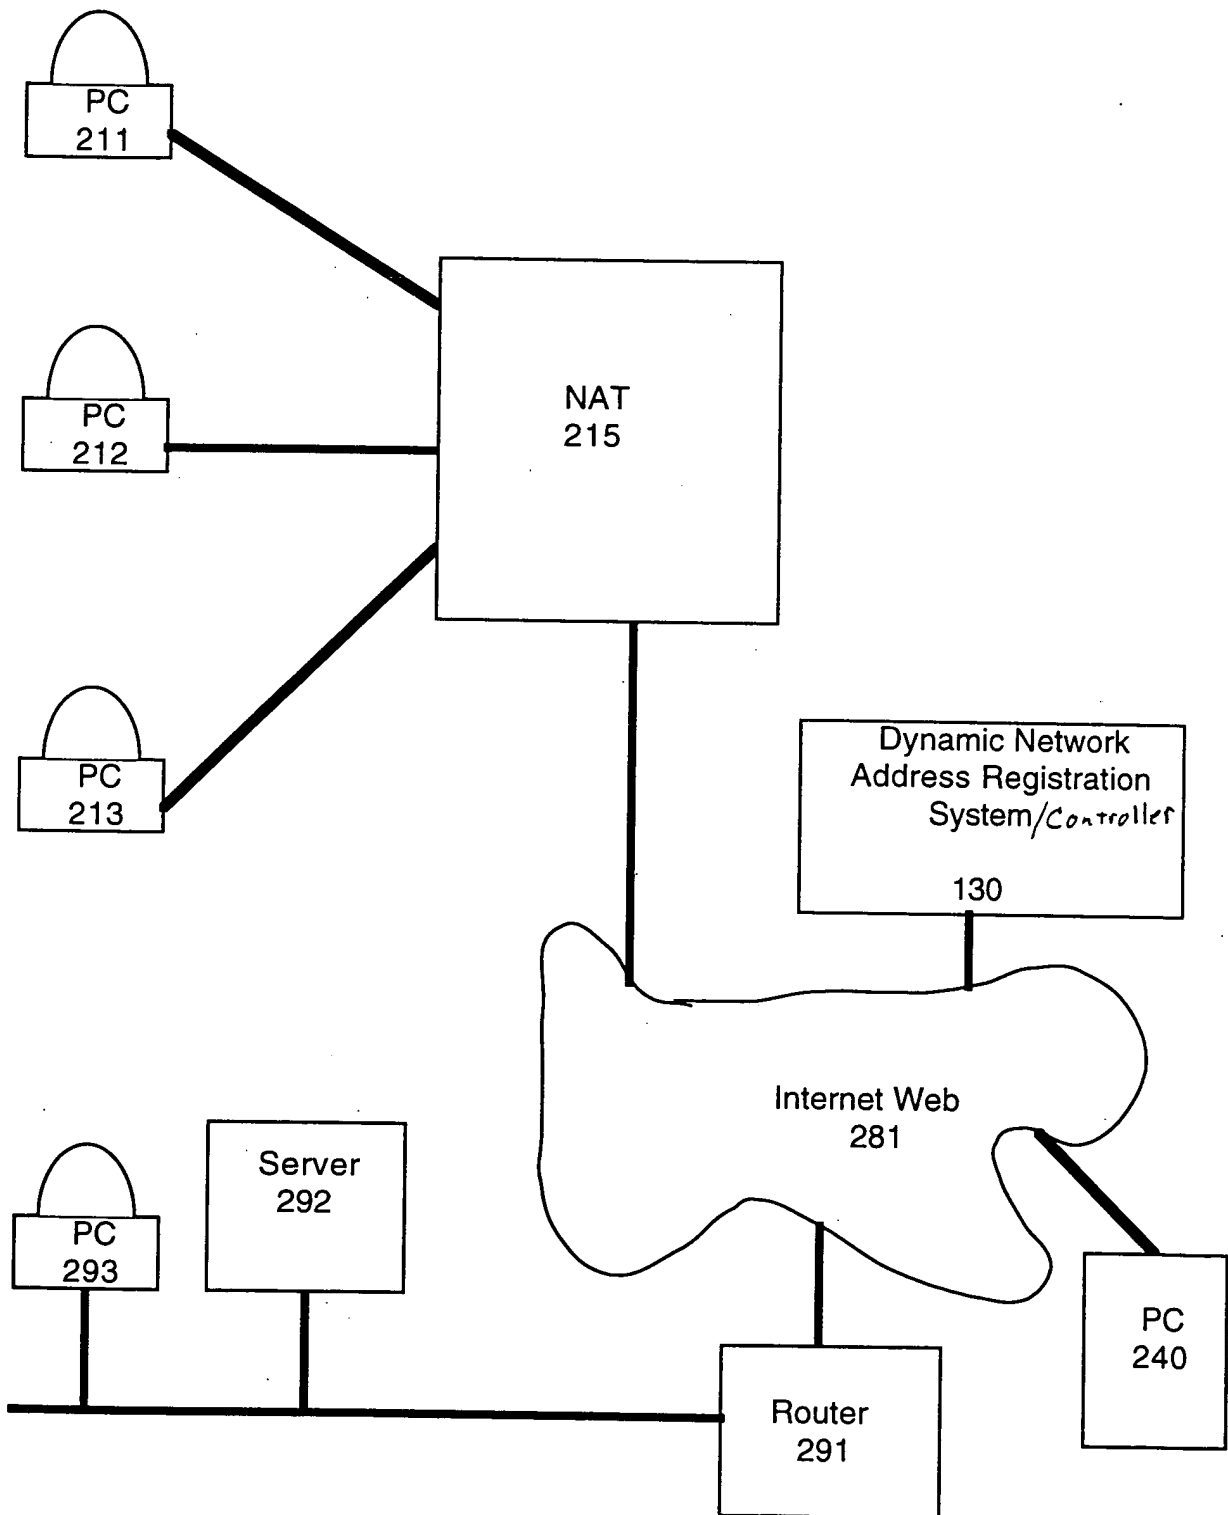 PC
211
PC
212
NAT
215
PC
213
Dynamic Network
Address Registration
System/Controller
130
Internet Web
281
Server
292
PC
293
PC
240
Router
291